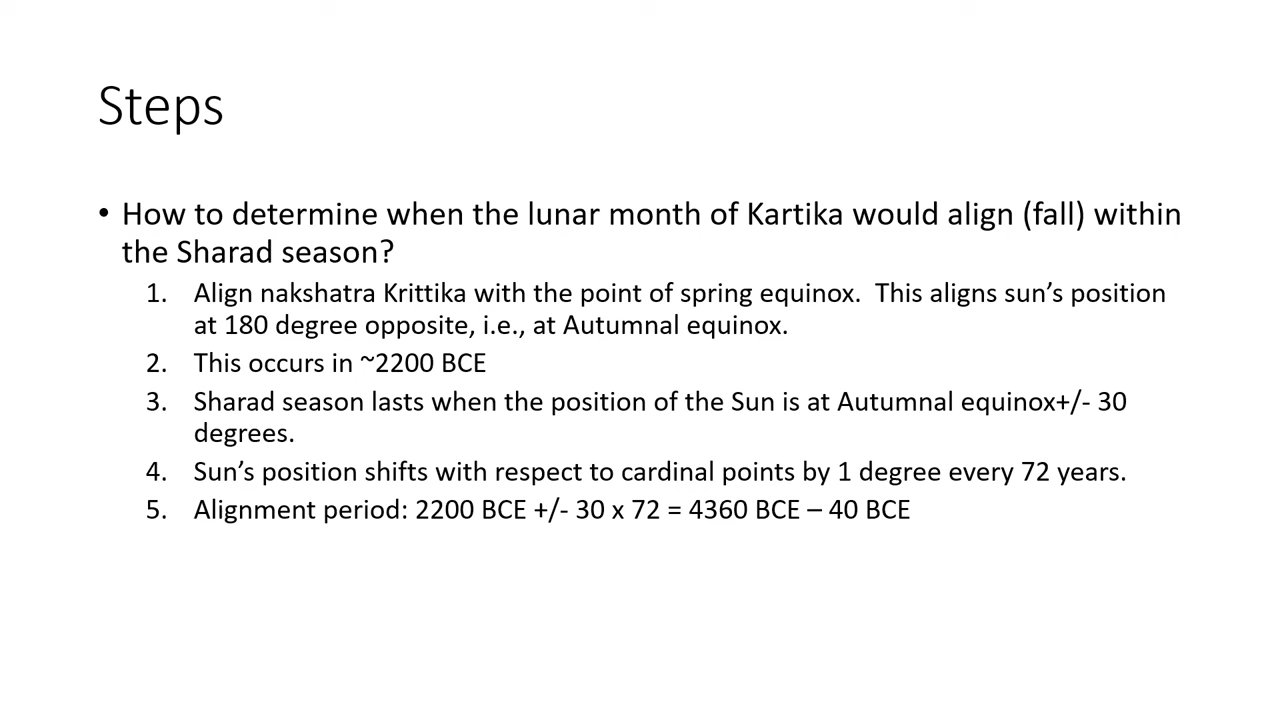 Steps
• How to determine when the lunar month of Kartika would align (fall) within
the Sharad season?
1. Align nakshatra Krittika with the point of spring equinox.  This aligns sun’s position
at 180 degree opposite, i.e., at Autumnal equinox.
2. This occurs in ~2200 BCE
3. Sharad season lasts when the position of the Sun is at Autumnal equinox+/- 30
degrees.
4. Sun’s position shifts with respect to cardinal points by 1 degree every 72 years.
5. Alignment period: 2200 BCE +/- 30 x 72 = 4360 BCE – 40 BCE